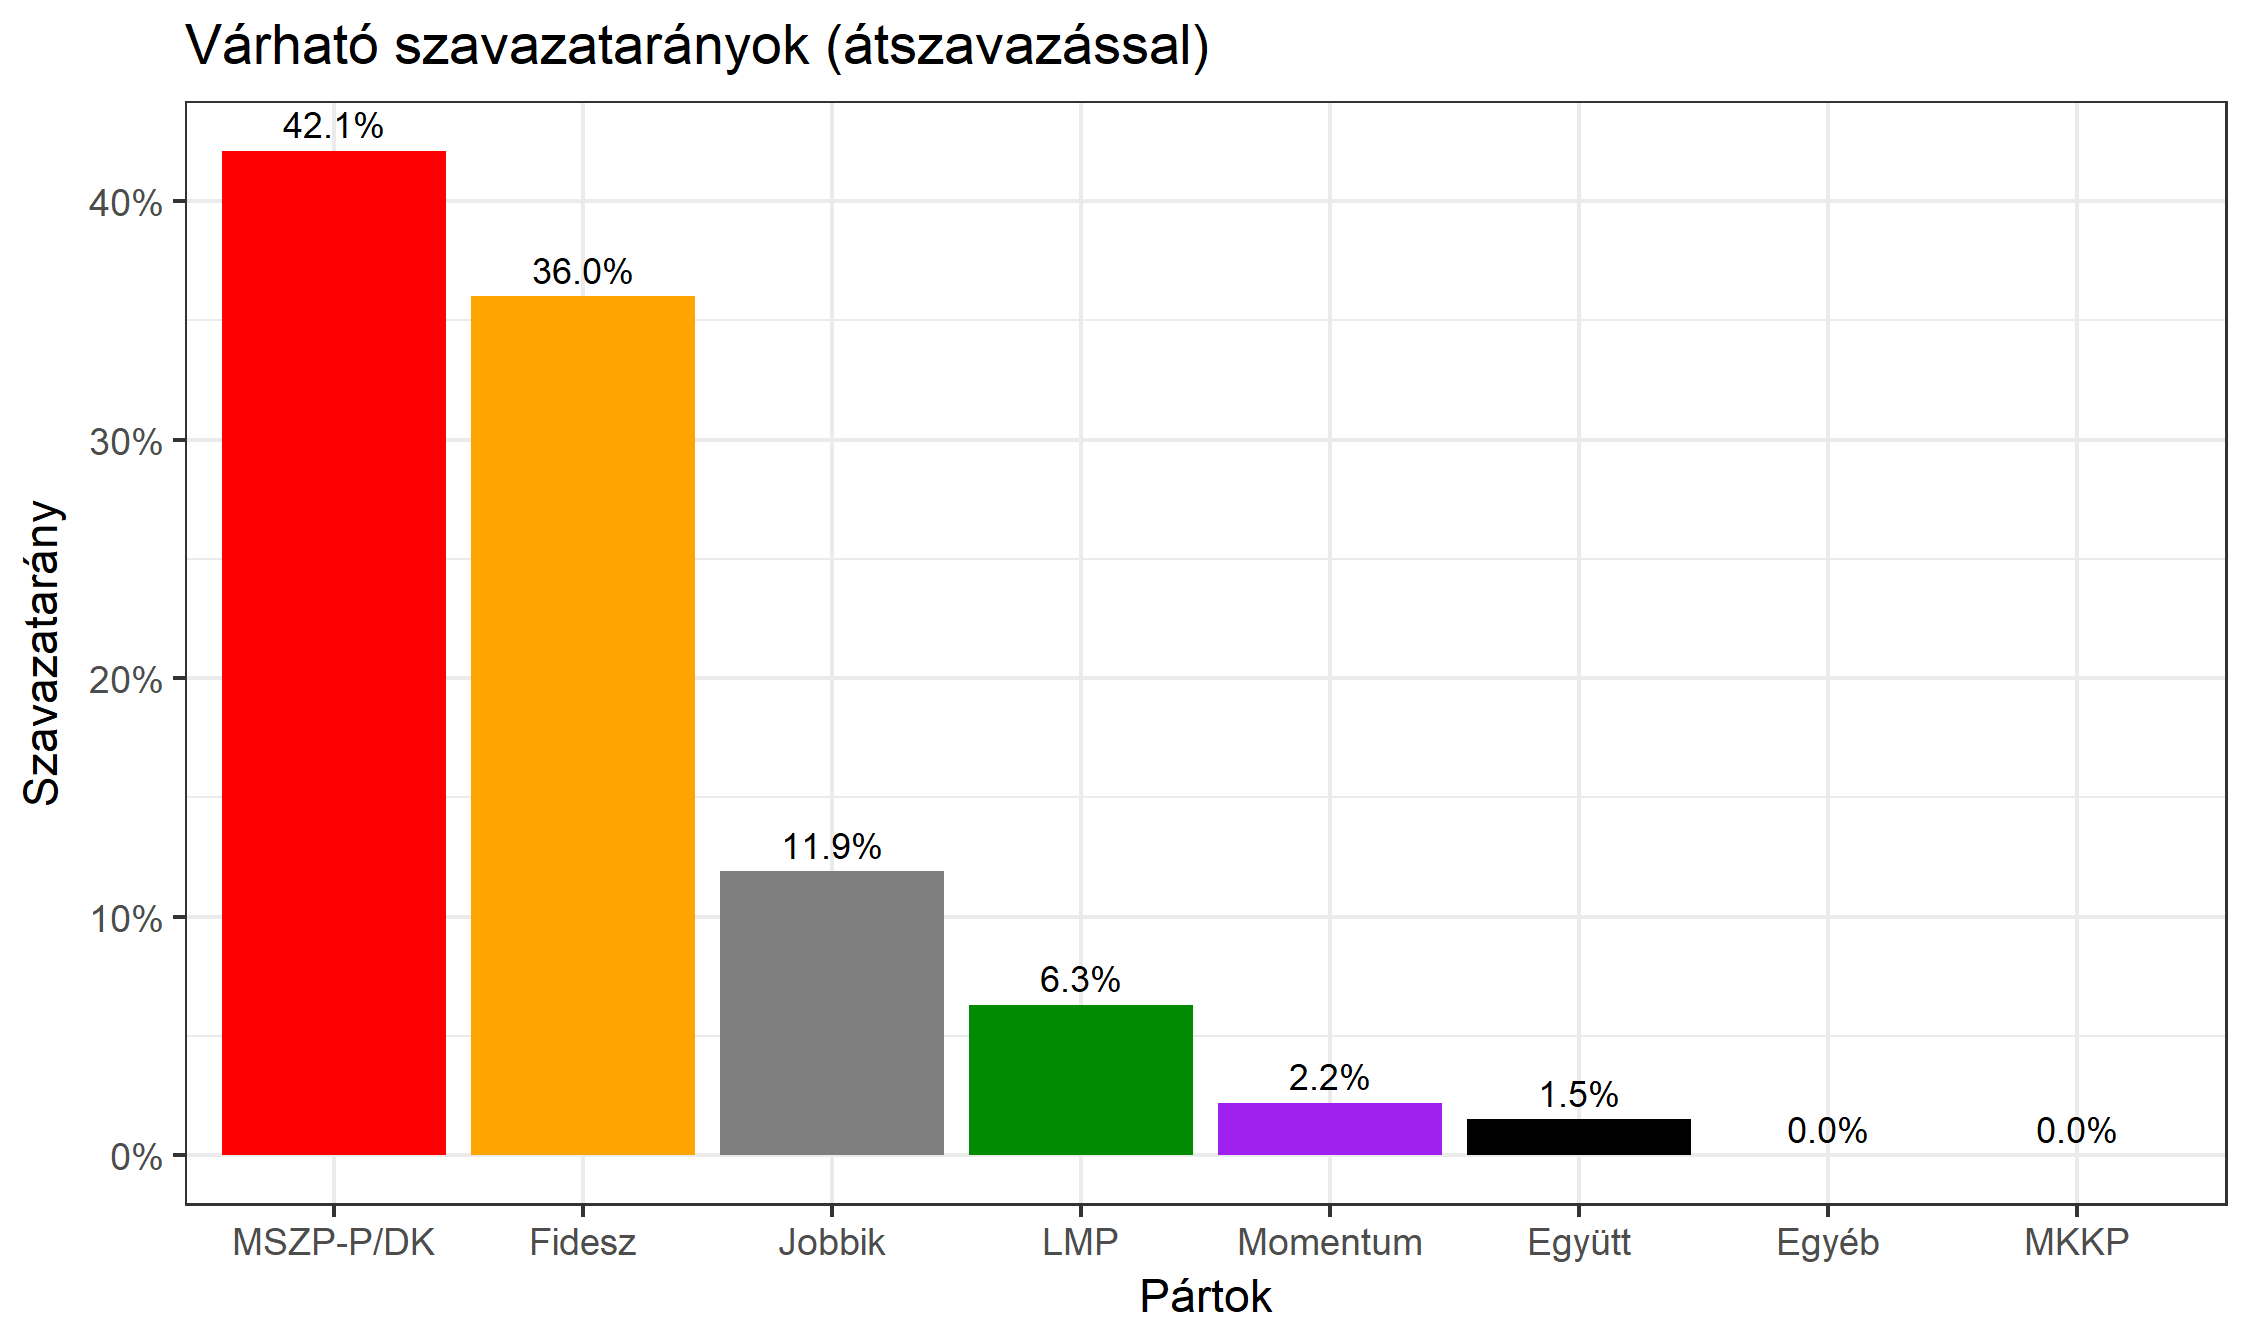 Várható szavazatarányok (átszavazással)
42.1%
36.0%
11.9%
6.3%
2.2%
1.5%
0.0%
0.0%
40%
30%
20%
10%
0%
Szavazatarány
MSZP-P/DK
Fidesz
Jobbik
LMP
Momentum
Együtt
Egyéb
MKKP
Pártok